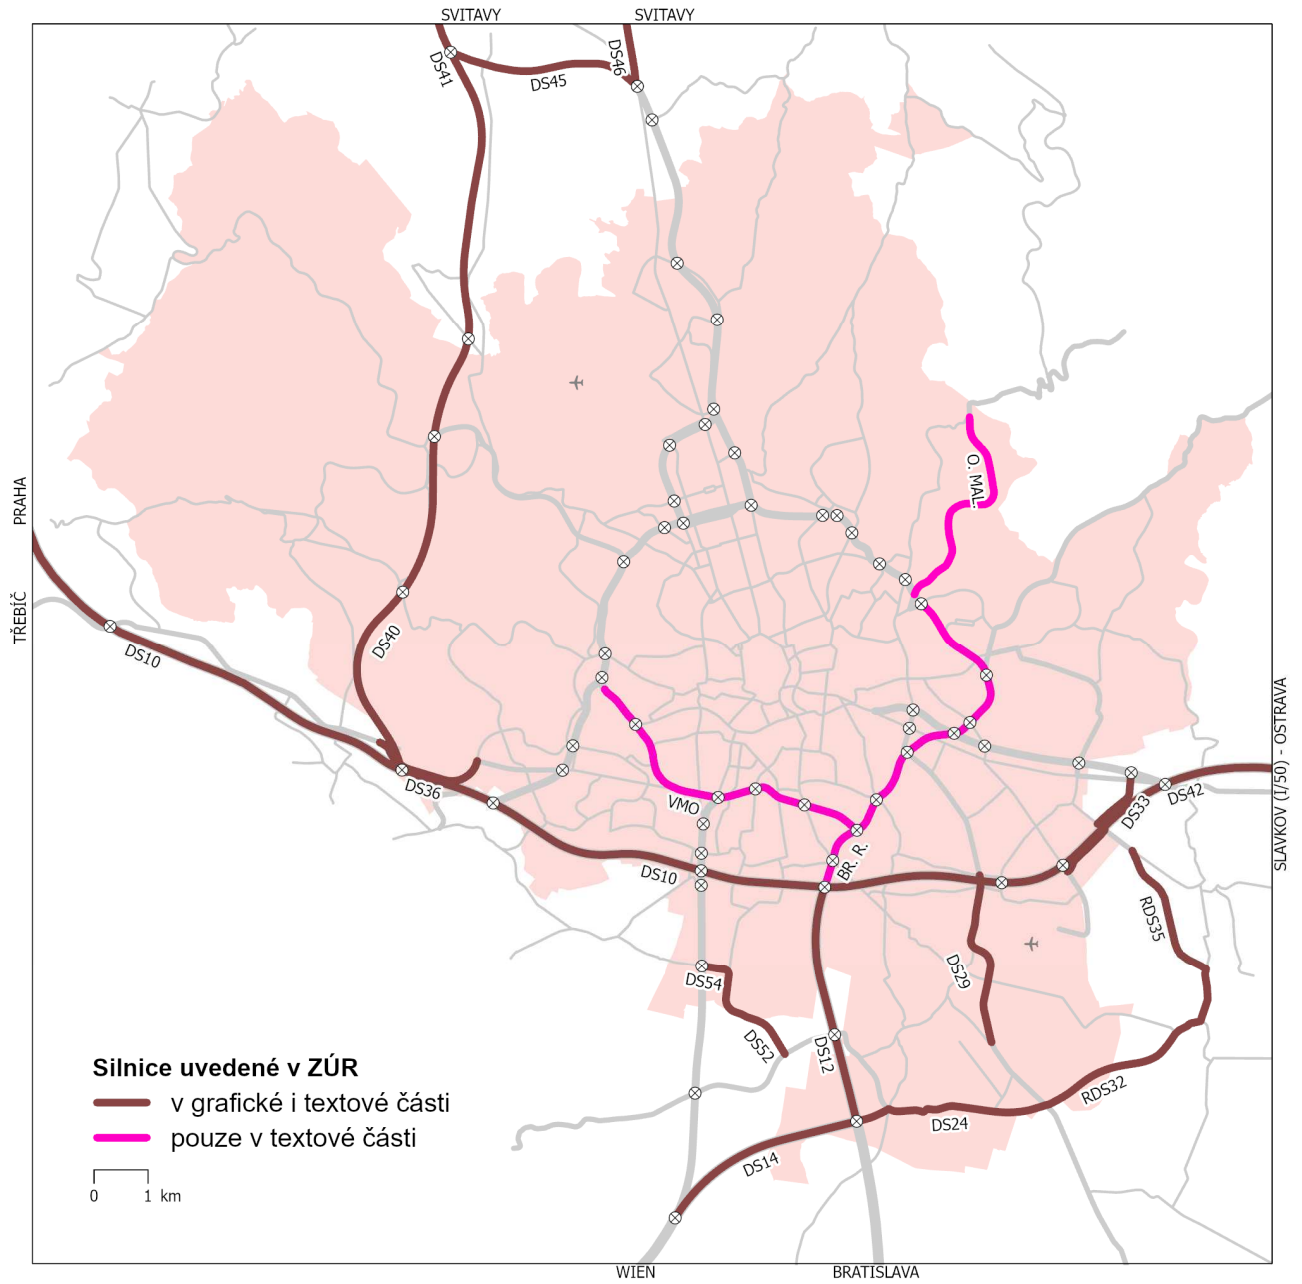 SVITAVY
SVITAVY
DS41
DS45
DS46
PRAHA
TŘEBÍČ
O. MAL.
DS10
DS40
DS36
VMO
BR. R.
DS10
DS33
DS42
SLAVKOV (I/50) - OSTRAVA
RDS35
DS29
DS54
DS52
DS12
RDS32
DS24
DS14
Silnice uvedené v ZÚR
v grafické i textové části
pouze v textové části
0 1 km
WIEN
BRATISLAVA